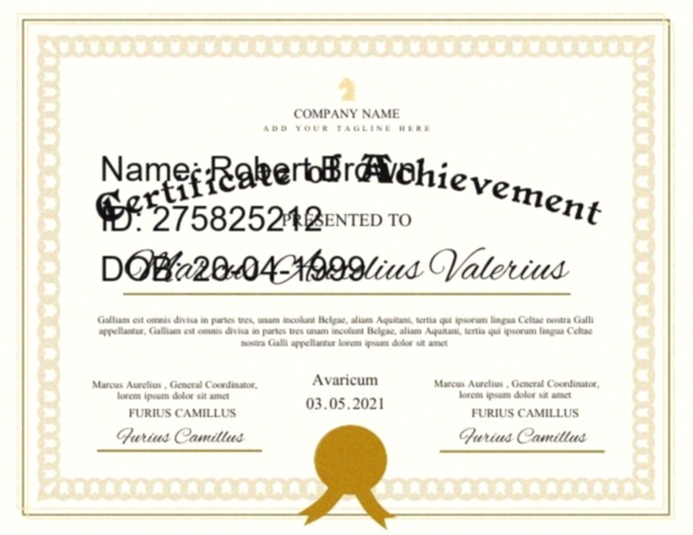 COMPANY NAME
ADD YOUR TAGLINE HERE
Name: Robert Brown
Certificate of Achievement
ID: 275825212
PRESENTED TO
DOB: 20-04-1999
Marcus Aurelius Valerius
Galliam est omnis divisa in partes tres, unam incolunt Belgae, aliam Aquitani, tertia qui ipsorum lingua Celtae nostra Galli
appellantur, Galliam est omnis divisa in partes tres unam incolunt Belgae, aliam Aquitani, tertia qui ipsorum lingua Celtae
nostra Galli appellantur lorem ipsum dolor sit amet
Marcus Aurelius , General Coordinator,
lorem ipsum dolor sit amet
FURIUS CAMILLUS
Furius Camillus
Avaricum
03.05.2021
Marcus Aurelius , General Coordinator,
lorem ipsum dolor sit amet
FURIUS CAMILLUS
Furius Camillus